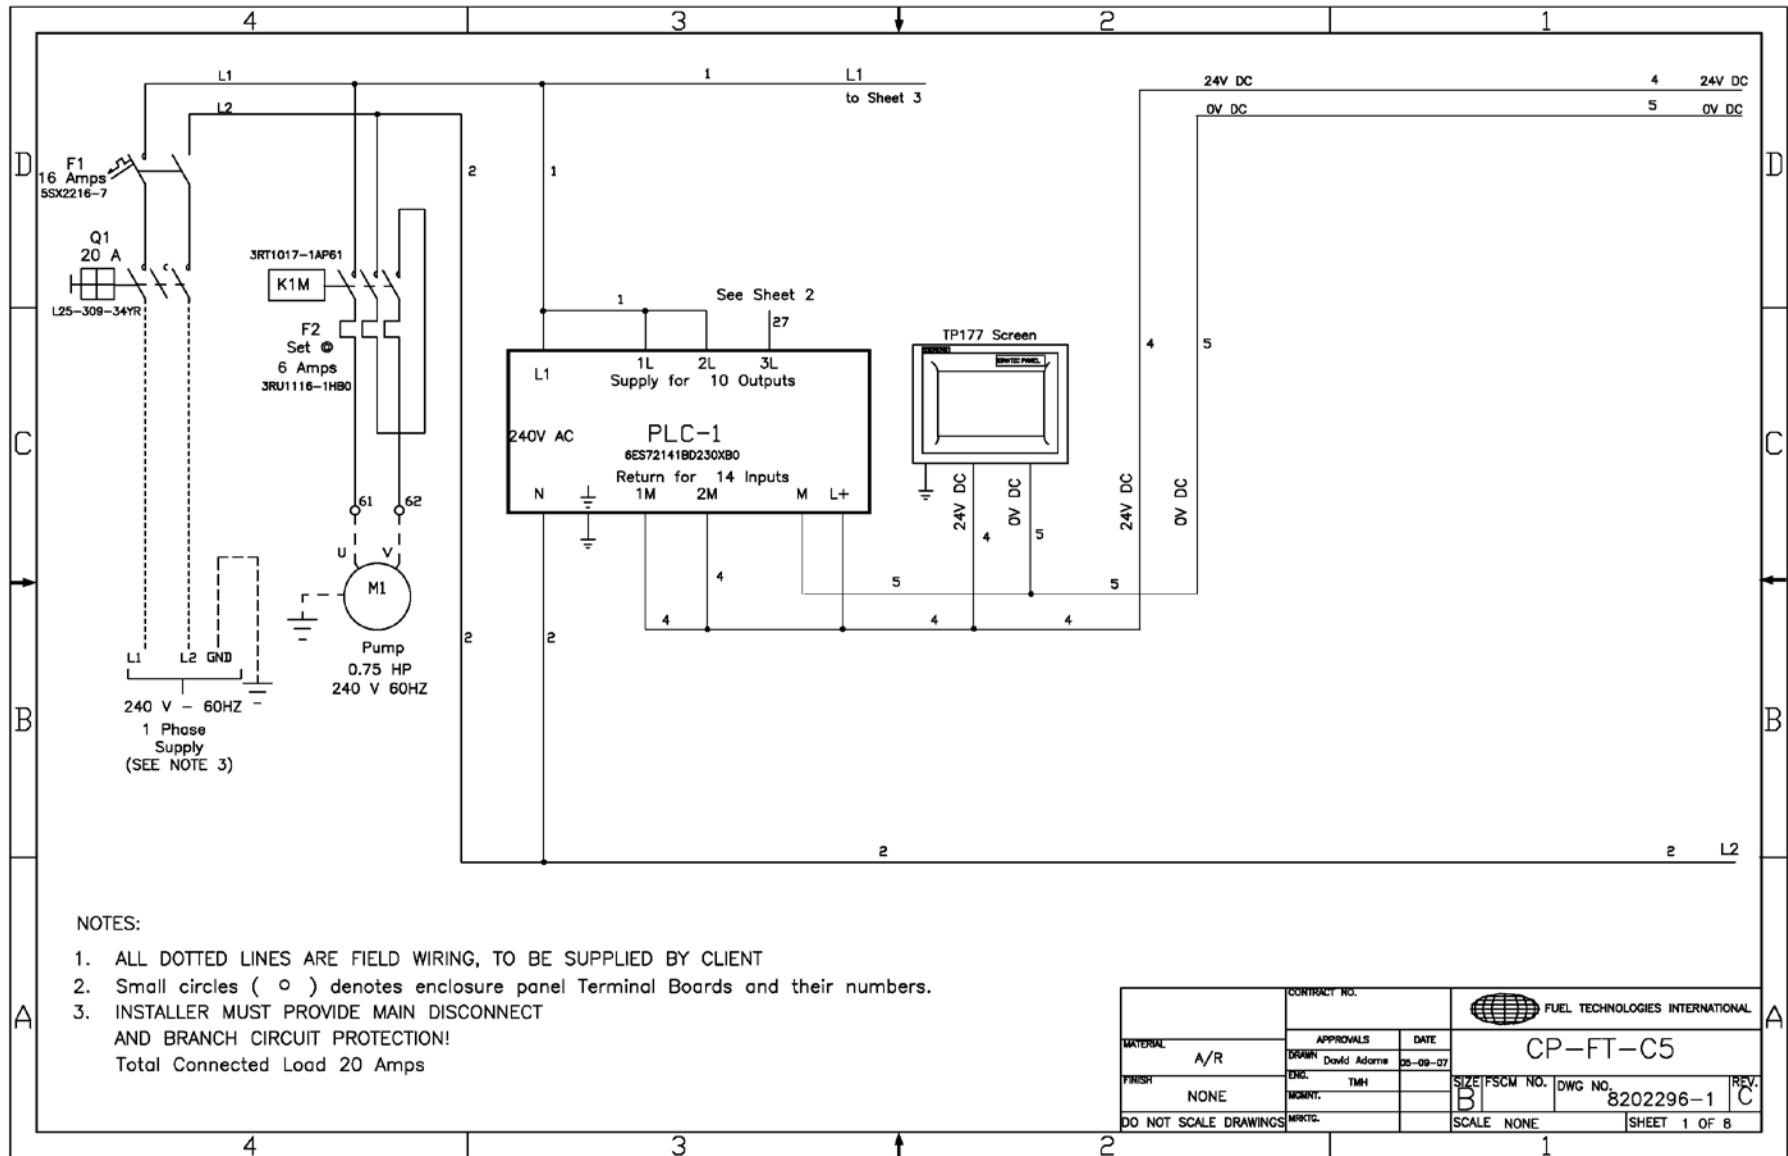 4 3 2 1
L1 1 L1
to Sheet 3
24V DC 4 24V DC
L2
0V DC 5 0V DC
D D
F1
16 Amps
5SX2216-7
2 1
Q1
20 A
L25-309-34YR
3RT1017-1AP61
K1M
F2
Set @
6 Amps
3RU1116-1HB0
1 See Sheet 2
27
TP177 Screen
SIMATIC PANEL
4 5
L1 1L 2L 3L
Supply for 10 Outputs
240V AC PLC-1
6ES72141BD230XB0
Return for 14 Inputs
N 1M 2M M L+
C C
24V DC 0V DC 24V DC 0V DC
4 5
61 62
U V
M1
4 5 5
4 4 4
2 2
Pump
0.75 HP
240 V 60HZ
L1 L2 GND
240 V - 60HZ
1 Phase
Supply
(SEE NOTE 3)
B B
2 2 L2
NOTES:
1. ALL DOTTED LINES ARE FIELD WIRING, TO BE SUPPLIED BY CLIENT
2. Small circles ( o ) denotes enclosure panel Terminal Boards and their numbers.
3. INSTALLER MUST PROVIDE MAIN DISCONNECT
AND BRANCH CIRCUIT PROTECTION!
Total Connected Load 20 Amps
A A
CONTRACT NO.
FUEL TECHNOLOGIES INTERNATIONAL
MATERIAL
A/R
APPROVALS DATE
DRAWN David Adams 05-09-07
CP-FT-C5
FINISH
NONE
ENG. TMH
MGMNT.
SIZE B FSCM NO. DWG NO. 8202296-1 REV. C
DO NOT SCALE DRAWINGS MRKTG.
SCALE NONE SHEET 1 OF 8
4 3 2 1